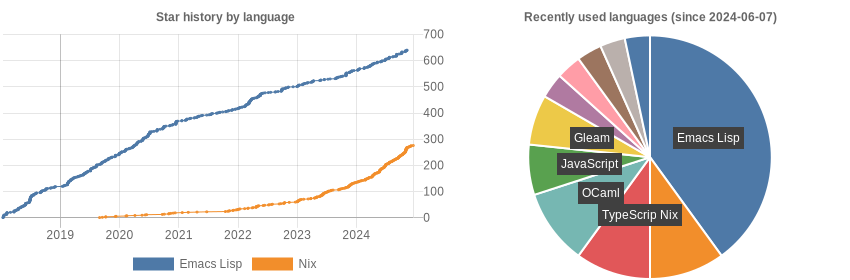 Star history by language
700
600
500
400
300
200
100
0
2019 2020 2021 2022 2023 2024
Emacs Lisp Nix
Recently used languages (since 2024-06-07)
Gleam Emacs Lisp
JavaScript
OCaml
TypeScrip Nix